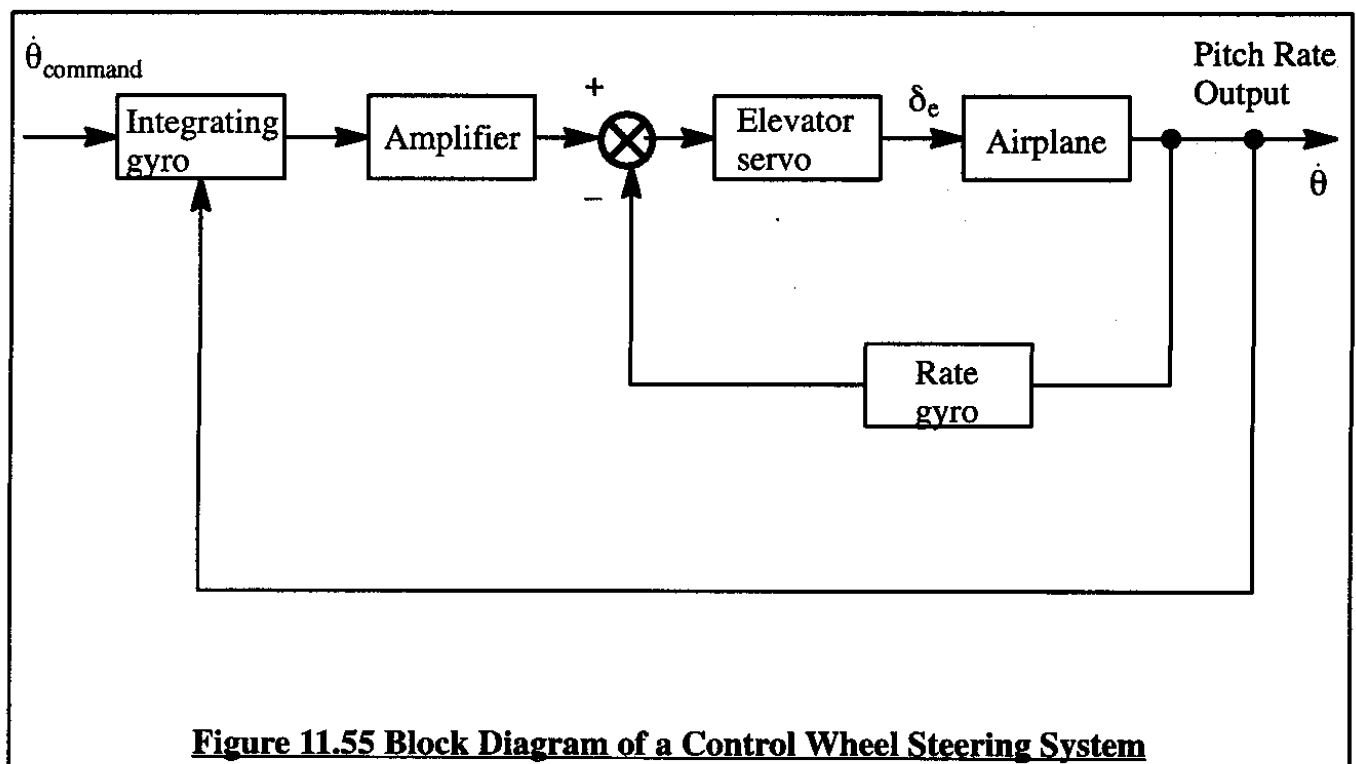 θ̇command
Pitch Rate
Output
Integrating
gyro
Amplifier
+
−
Elevator
servo
δe
Airplane
θ̇
Rate
gyro
Figure 11.55 Block Diagram of a Control Wheel Steering System